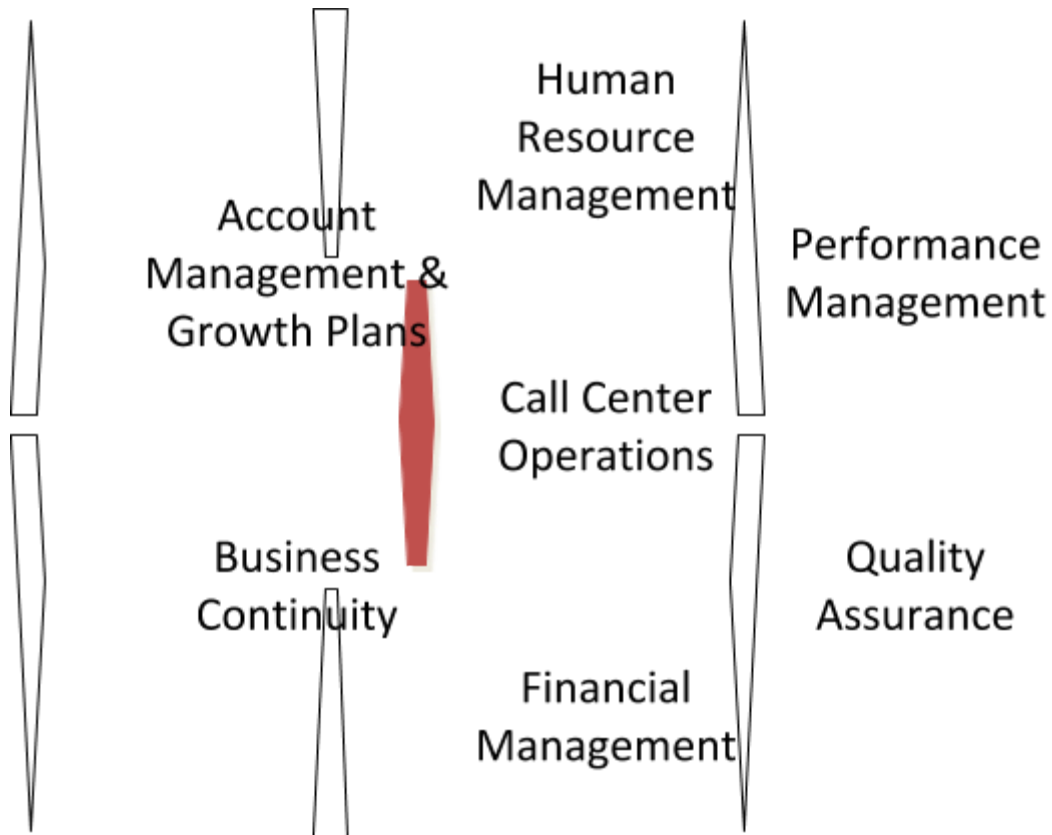 Human
Resource
Management
Account
Management &
Growth Plans
Performance
Management
Call Center
Operations
Business
Continuity
Quality
Assurance
Financial
Management